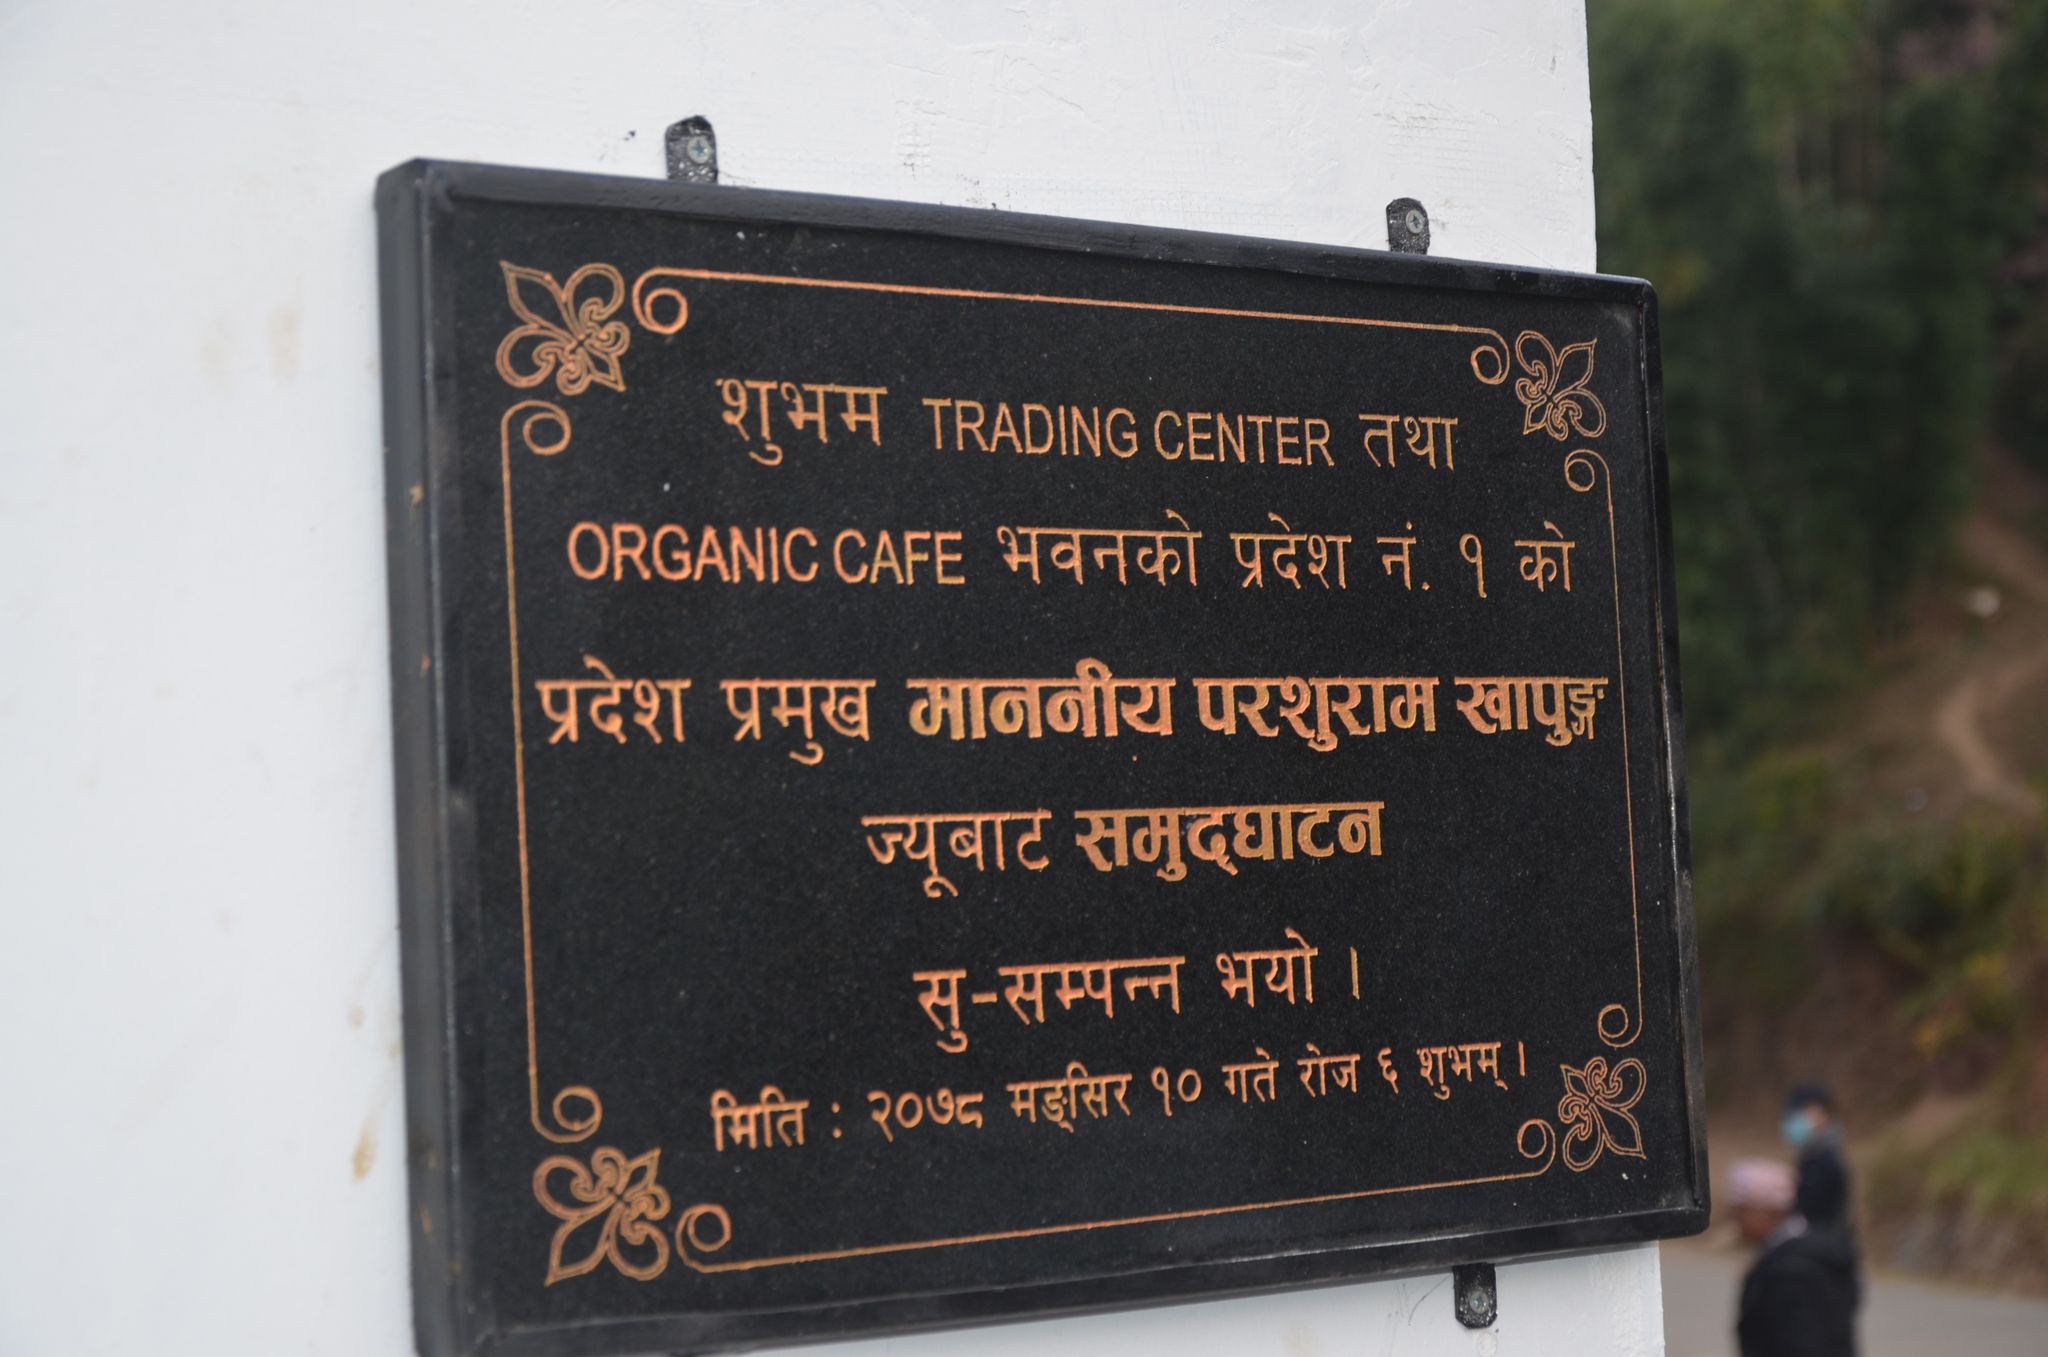 शुभम TRADING CENTER तथा
ORGANIC CAFE भवनको प्रदेश नं. १ को
प्रदेश प्रमुख माननीय परशुराम खापुङ्ग
ज्यूबाट समुद्घाटन
सु-सम्पन्न भयो ।
मिति : २०७८ मङ्सिर १० गते रोज ६ शुभम् ।